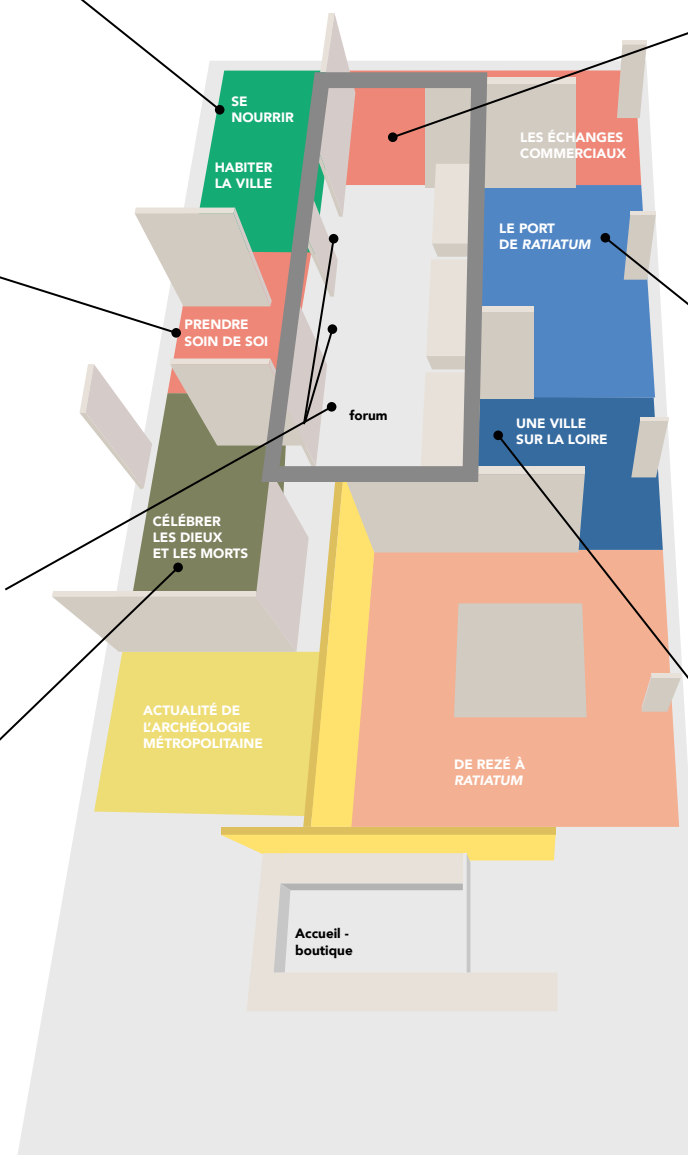 SE
NOURRIR
HABITER
LA VILLE
LES ÉCHANGES
COMMERCIAUX
LE PORT
DE RATIATUM
PRENDRE
SOIN DE SOI
forum
UNE VILLE
SUR LA LOIRE
CÉLÉBRER
LES DIEUX
ET LES MORTS
ACTUALITÉ DE
L'ARCHÉOLOGIE
MÉTROPOLITAINE
DE REZÉ À
RATIATUM
Accueil -
boutique